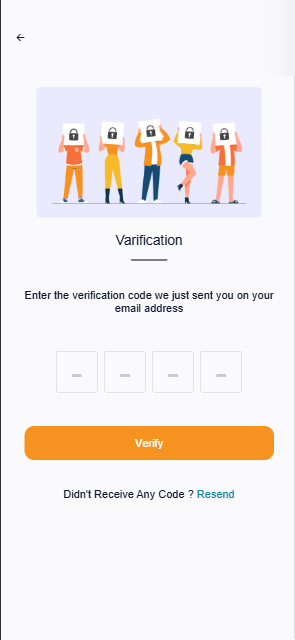 Varification
Enter the verification code we just sent you on your
email address
Verify
Didn't Receive Any Code ? Resend